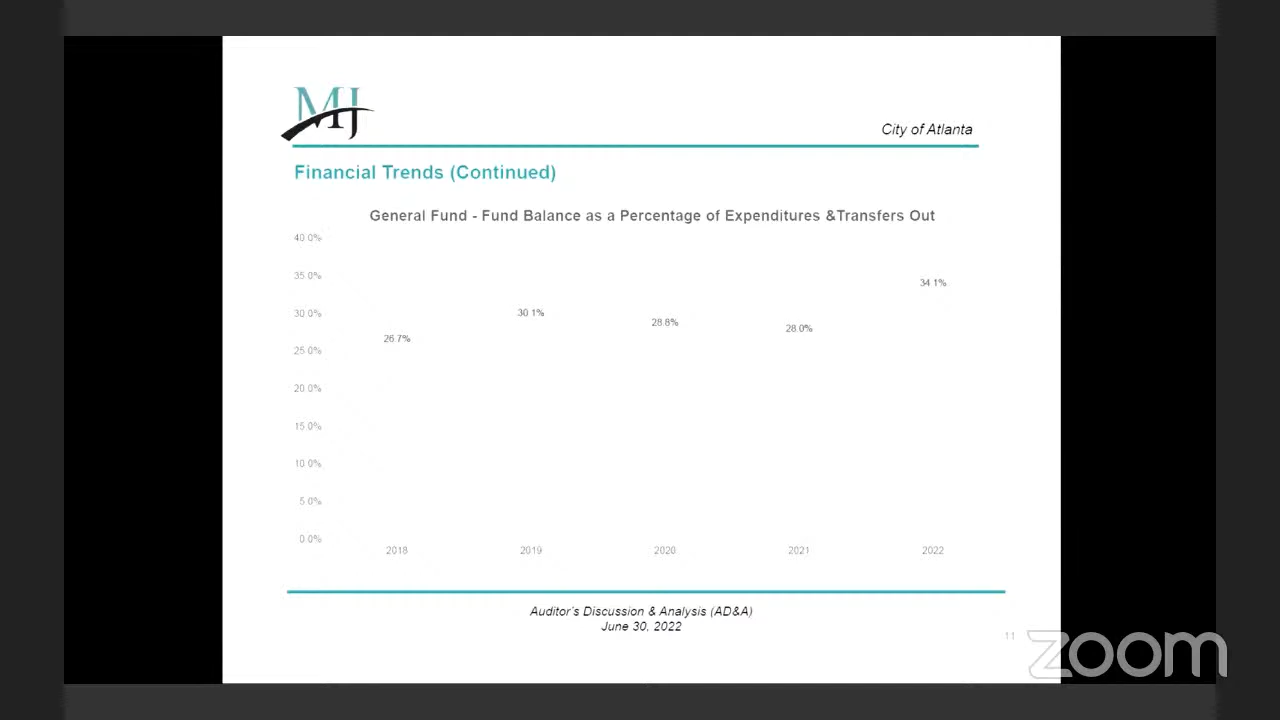 MJ
City of Atlanta
Financial Trends (Continued)
General Fund - Fund Balance as a Percentage of Expenditures &Transfers Out
40.0%
35.0%
30.0%
25.0%
20.0%
15.0%
10.0%
5.0%
0.0%
26.7%
30.1%
28.8%
28.0%
34.1%
2018 2019 2020 2021 2022
Auditor's Discussion & Analysis (AD&A)
June 30, 2022
11
zoom